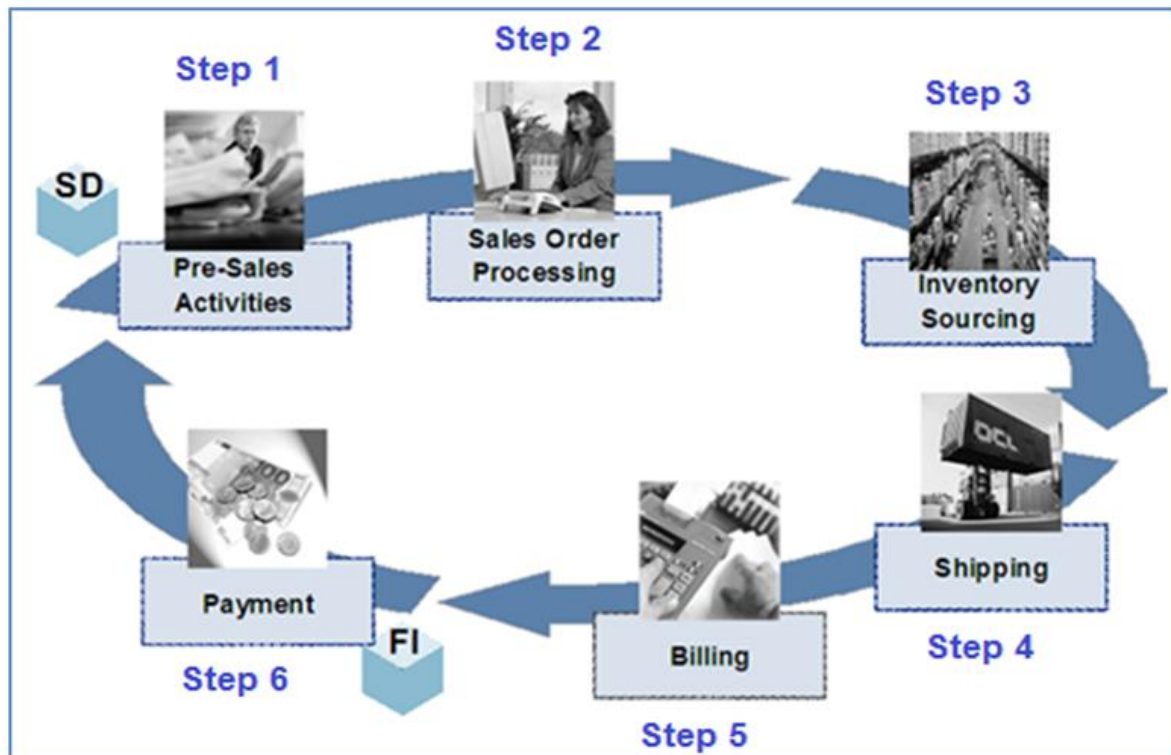 Step 1
Step 2
Step 3
SD
Pre-Sales
Activities
Sales Order
Processing
Inventory
Sourcing
OCL
Shipping
Step 4
100
Payment
FI
Step 6
Billing
Step 5